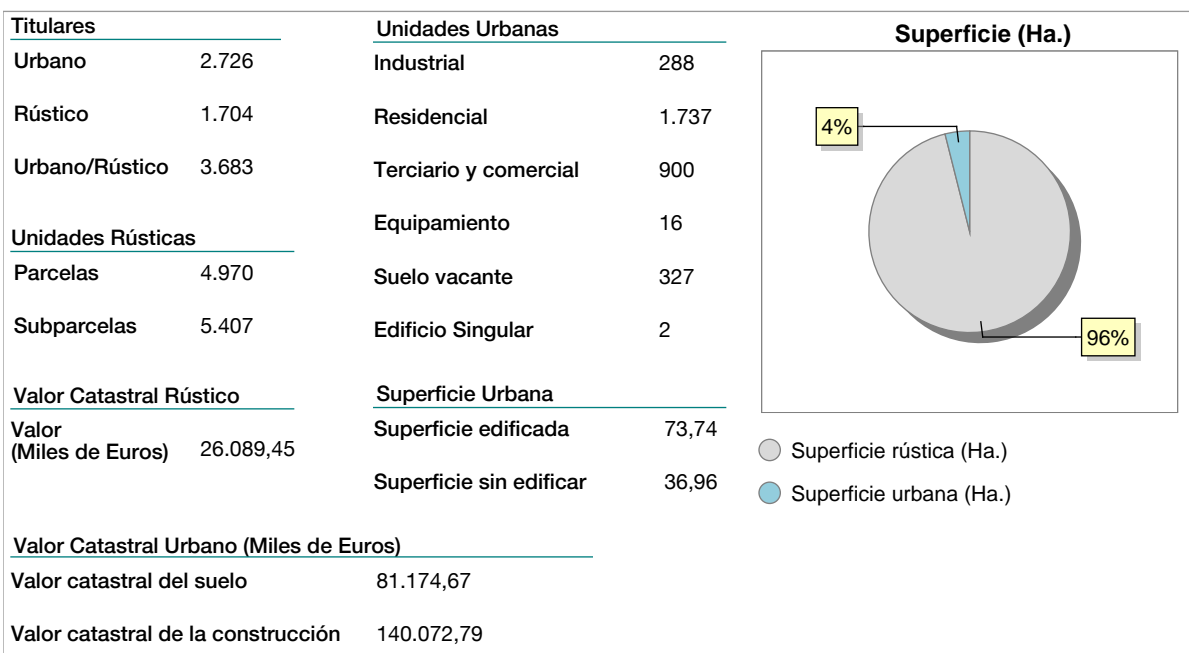 Titulares
Urbano 2.726
Rústico 1.704
Urbano/Rústico 3.683
Unidades Rústicas
Parcelas 4.970
Subparcelas 5.407
Valor Catastral Rústico
Valor
(Miles de Euros) 26.089,45
Unidades Urbanas
Industrial 288
Residencial 1.737
Terciario y comercial 900
Equipamiento 16
Suelo vacante 327
Edificio Singular 2
Superficie Urbana
Superficie edificada 73,74
Superficie sin edificar 36,96
Valor Catastral Urbano (Miles de Euros)
Valor catastral del suelo 81.174,67
Valor catastral de la construcción 140.072,79
Superficie (Ha.)
4%
96%
Superficie rústica (Ha.)
Superficie urbana (Ha.)